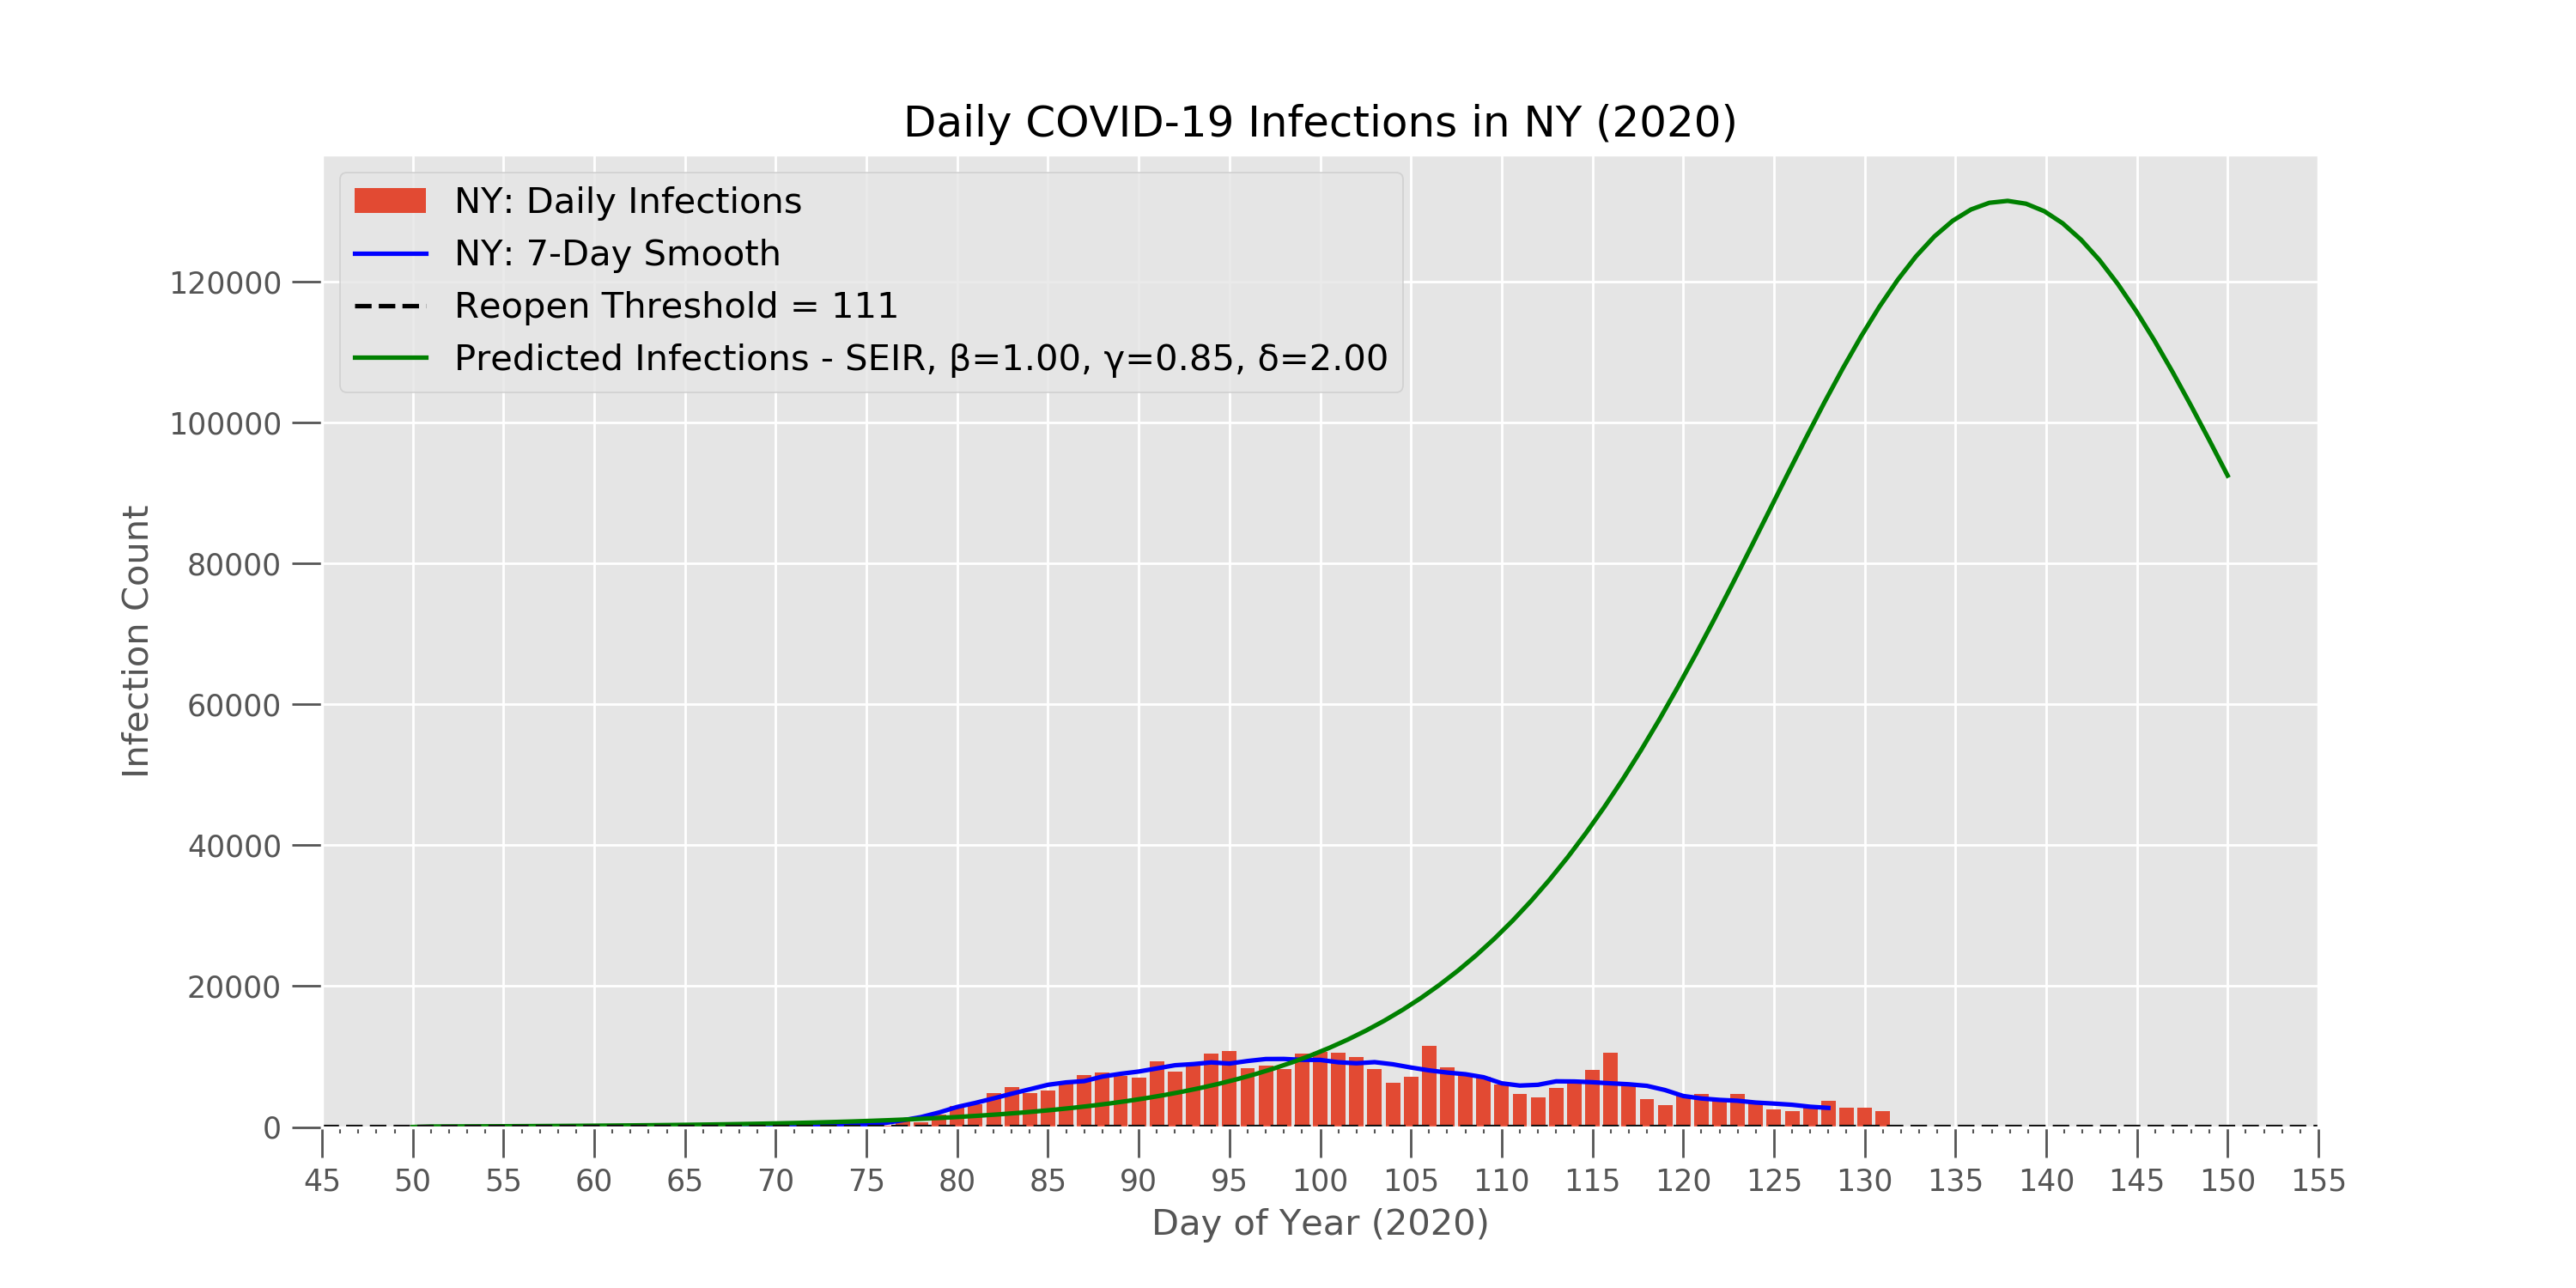 Daily COVID-19 Infections in NY (2020)
NY: Daily Infections
NY: 7-Day Smooth
Reopen Threshold = 111
Predicted Infections - SEIR, β=1.00, γ=0.85, δ=2.00
120000
100000
80000
60000
40000
20000
0
Infection Count
45 50 55 60 65 70 75 80 85 90 95 100 105 110 115 120 125 130 135 140 145 150 155
Day of Year (2020)